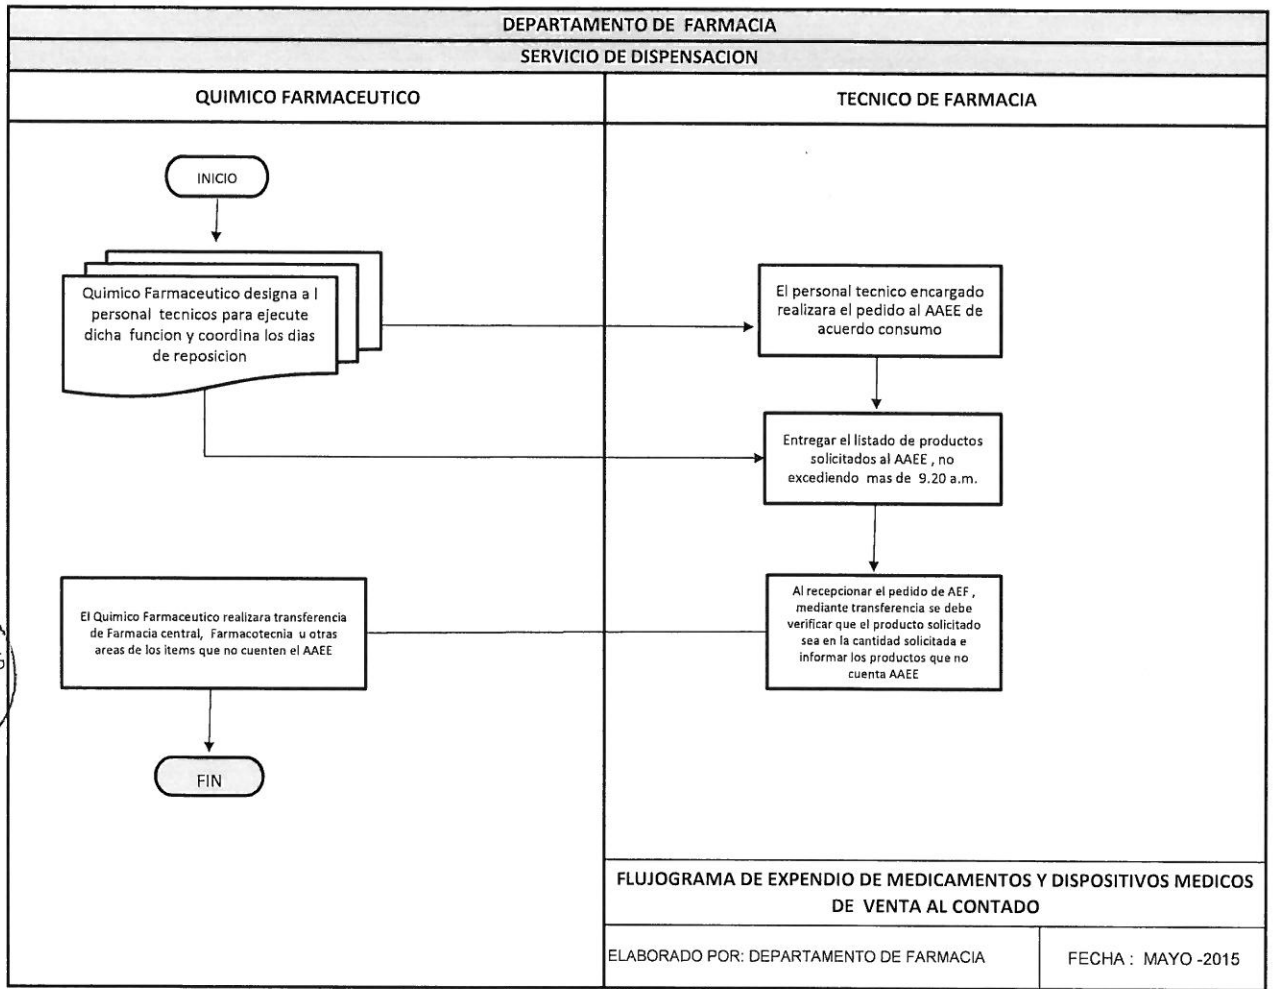 DEPARTAMENTO DE FARMACIA
SERVICIO DE DISPENSACION
QUIMICO FARMACEUTICO
TECNICO DE FARMACIA
INICIO
Quimico Farmaceutico designa a l
personal tecnicos para ejecute
dicha funcion y coordina los dias
de reposicion
El personal tecnico encargado
realizara el pedido al AAEE de
acuerdo consumo
Entregar el listado de productos
solicitados al AAEE , no
excediendo mas de 9.20 a.m.
Al recepcionar el pedido de AEF ,
mediante transferencia se debe
verificar que el producto solicitado
sea en la cantidad solicitada e
informar los productos que no
cuenta AAEE
El Quimico Farmaceutico realizara transferencia
de Farmacia central, Farmacotecnia u otras
areas de los items que no cuenten el AAEE
FIN
FLUJOGRAMA DE EXPENDIO DE MEDICAMENTOS Y DISPOSITIVOS MEDICOS
DE VENTA AL CONTADO
ELABORADO POR: DEPARTAMENTO DE FARMACIA
FECHA : MAYO -2015